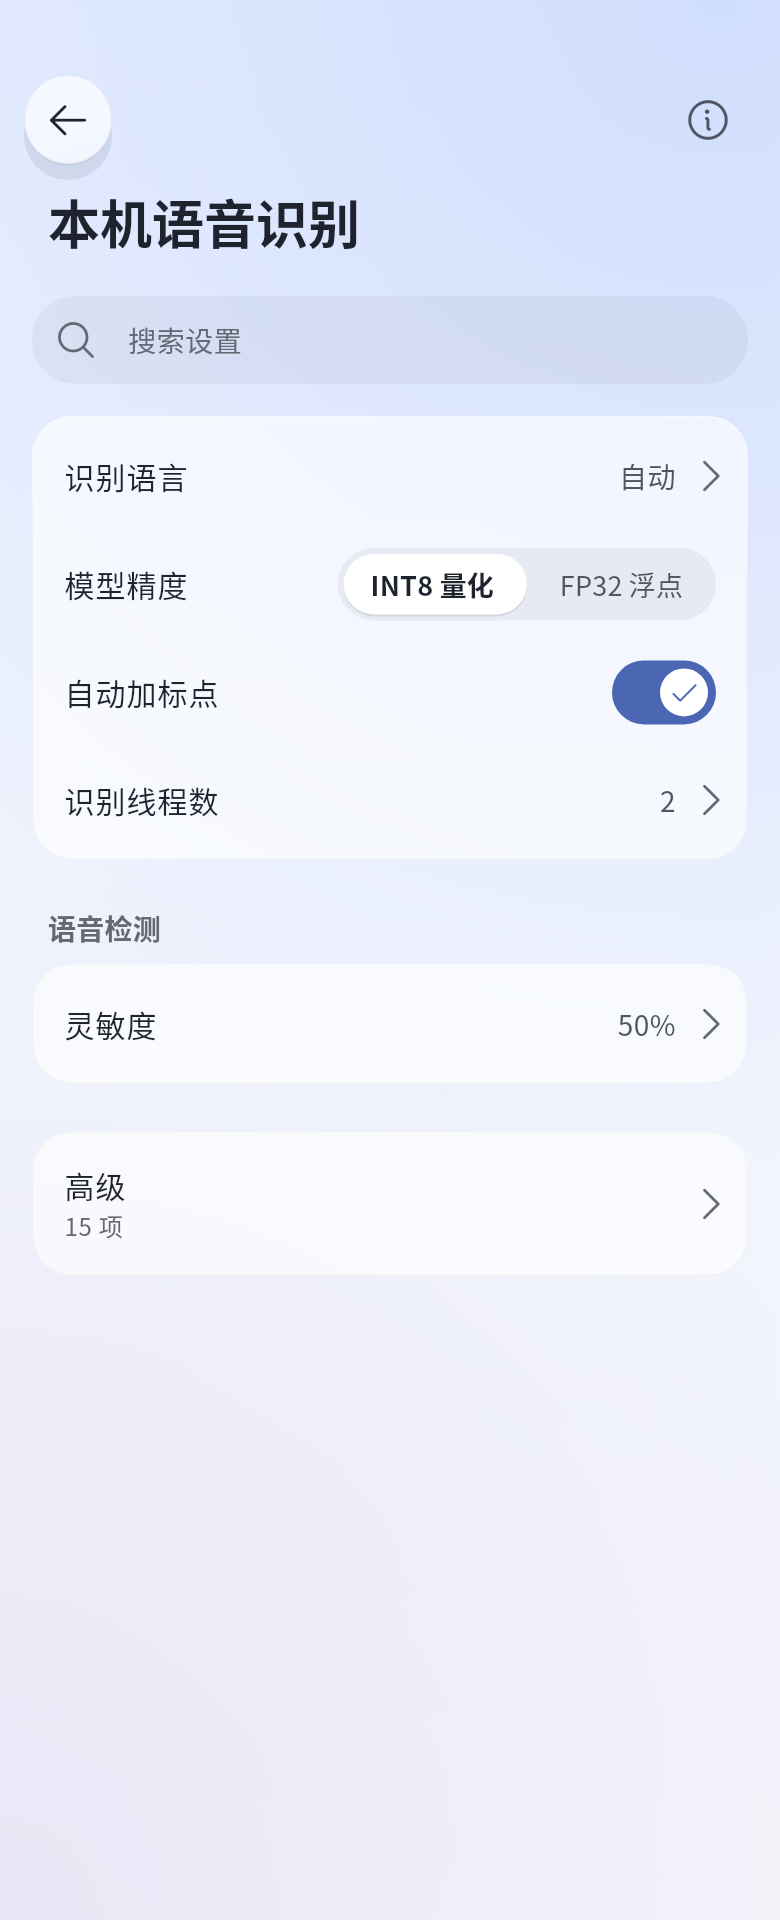 本机语音识别
搜索设置
识别语言 自动
模型精度 INT8 量化 FP32 浮点
自动加标点
识别线程数 2
语音检测
灵敏度 50%
高级
15 项